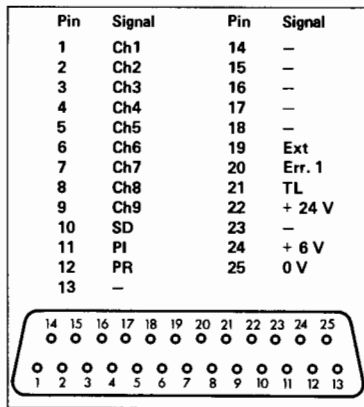 Pin Signal Pin Signal
1 Ch1 14 –
2 Ch2 15 –
3 Ch3 16 –
4 Ch4 17 –
5 Ch5 18 –
6 Ch6 19 Ext
7 Ch7 20 Err. 1
8 Ch8 21 TL
9 Ch9 22 + 24 V
10 SD 23 –
11 PI 24 + 6 V
12 PR 25 0 V
13 –
14 15 16 17 18 19 20 21 22 23 24 25
1 2 3 4 5 6 7 8 9 10 11 12 13